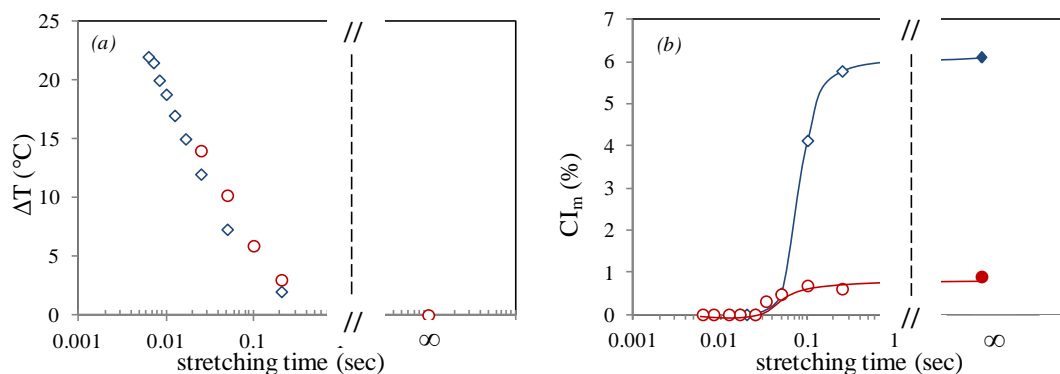 (a)
//
25
20
15
10
5
0
ΔT (°C)
0.001 0.01 0.1 // ∞
stretching time (sec)
(b)
//
7
6
5
4
3
2
1
0
CIm (%)
//
0.001 0.01 0.1 1 ∞
stretching time (sec)